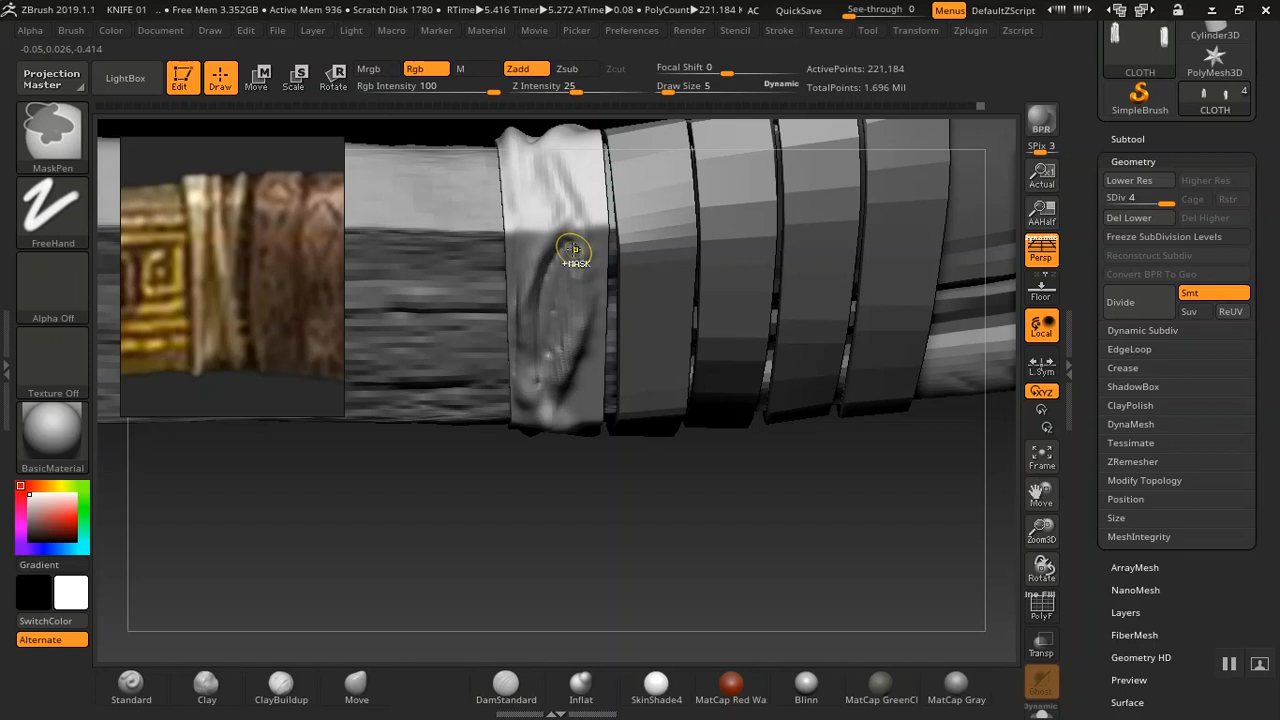 ZBrush 2019.1.1 KNIFE 01 .. • Free Mem 3.352GB • Active Mem 936 • Scratch Disk 1780 • RTime▶5.416 Timer▶5.272 ATime▶0.08 • PolyCount▶221.184 K AC QuickSave See-through 0 Menus DefaultZScript
Alpha Brush Color Document Draw Edit File Layer Light Macro Marker Material Movie Picker Preferences Render Stencil Stroke Texture Tool Transform Zplugin Zscript
-0.05,0.026,-0.414
Projection Master
LightBox
Edit
Draw
Move
Scale
Rotate
Mrgb Rgb M
Rgb Intensity 100
Zadd Zsub Zcut
Z Intensity 25
Focal Shift 0
Draw Size 5 Dynamic
ActivePoints: 221,184
TotalPoints: 1.696 Mil
MaskPen
FreeHand
Alpha Off
Texture Off
BasicMaterial
Gradient
SwitchColor
Alternate
+MASK
BPR
SPix 3
Actual
AAHalf
Dynamic
Persp
Floor
Local
L.Sym
XYZ
Frame
Move
Zoom3D
Rotate
Line Fill
PolyF
Transp
Ghost
Dynamic
Cylinder3D
CLOTH
PolyMesh3D
SimpleBrush
4
CLOTH
Subtool
Geometry
Lower Res Higher Res
SDiv 4 Cage Rstr
Del Lower Del Higher
Freeze SubDivision Levels
Reconstruct Subdiv
Convert BPR To Geo
Divide
Smt
Suv ReUV
Dynamic Subdiv
EdgeLoop
Crease
ShadowBox
ClayPolish
DynaMesh
Tessimate
ZRemesher
Modify Topology
Position
Size
MeshIntegrity
ArrayMesh
NanoMesh
Layers
FiberMesh
Geometry HD
Preview
Surface
Standard Clay ClayBuildup Move DamStandard Inflat SkinShade4 MatCap Red Wa Blinn MatCap GreenCl MatCap Gray